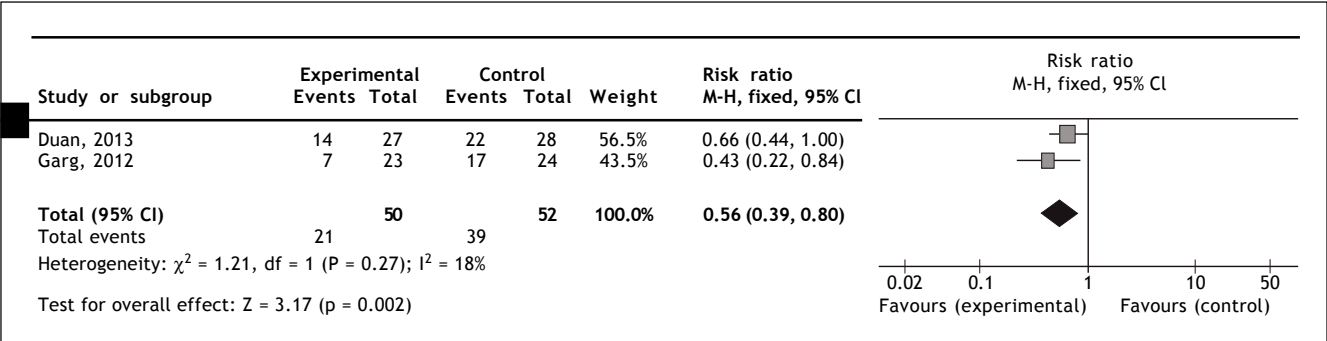 Experimental Control Risk ratio Risk ratio
Study or subgroup Events Total Events Total Weight M-H, fixed, 95% CI M-H, fixed, 95% CI
Duan, 2013 14 27 22 28 56.5% 0.66 (0.44, 1.00)
Garg, 2012 7 23 17 24 43.5% 0.43 (0.22, 0.84)
Total (95% CI) 50 52 100.0% 0.56 (0.39, 0.80)
Total events 21 39
Heterogeneity: χ² = 1.21, df = 1 (P = 0.27); I² = 18%
Test for overall effect: Z = 3.17 (p = 0.002)
0.02 0.1 1 10 50
Favours (experimental) Favours (control)